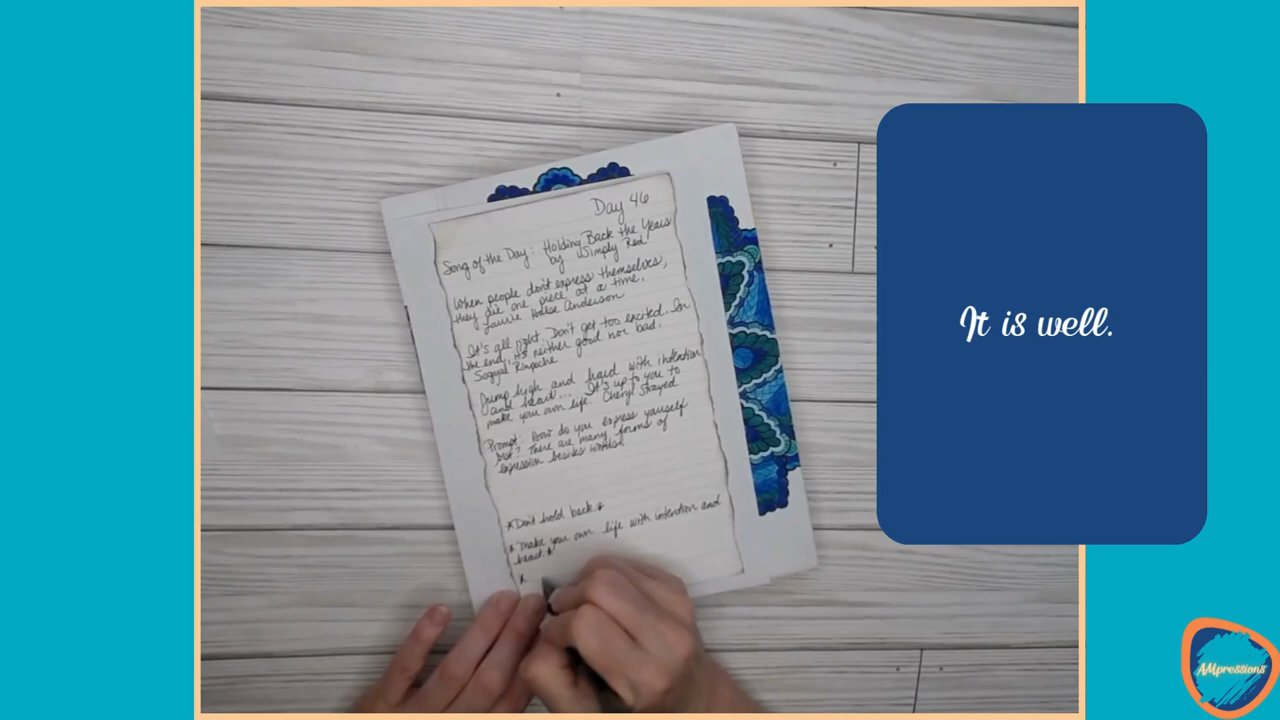 Day 46
Song of the Day: Holding Back the Years
by Simply Red
When people don't express themselves,
they die one piece at a time.
Laurie Halse Anderson
It's all right. Don't get too excited. In
the end, it's neither good nor bad.
Sogyal Rinpoche
Jump high and hard with intention
and heart... It's up to you to
make your own life. Cheryl Strayed
Prompt: How do you express yourself
best? There are many forms of
expression besides words.
*Don't hold back.*
*Make your own life with intention and
heart.*
*
It is well.
AMpressions